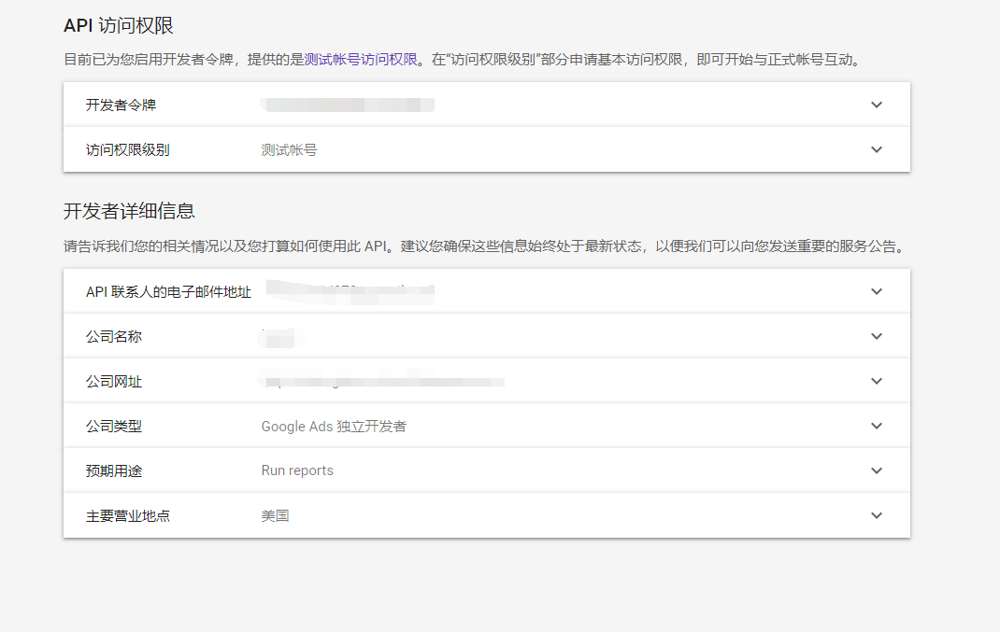 API 访问权限
目前已为您启用开发者令牌，提供的是测试帐号访问权限。在“访问权限级别”部分申请基本访问权限，即可开始与正式帐号互动。
开发者令牌
访问权限级别 测试帐号
开发者详细信息
请告诉我们您的相关情况以及您打算如何使用此 API。建议您确保这些信息始终处于最新状态，以便我们可以向您发送重要的服务公告。
API 联系人的电子邮件地址
公司名称
公司网址
公司类型 Google Ads 独立开发者
预期用途 Run reports
主要营业地点 美国